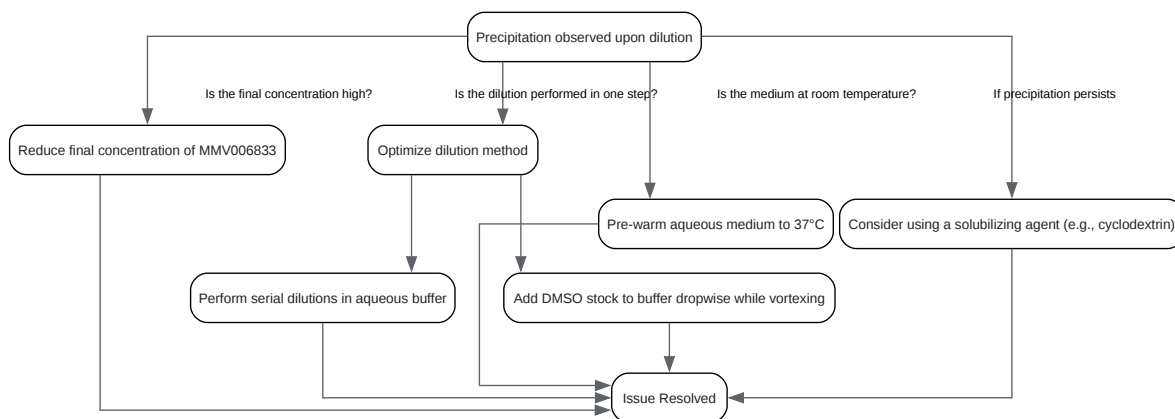 Precipitation observed upon dilution
Is the final concentration high?
Is the dilution performed in one step?
Is the medium at room temperature?
If precipitation persists
Reduce final concentration of MMV006833
Optimize dilution method
Pre-warm aqueous medium to 37°C
Consider using a solubilizing agent (e.g., cyclodextrin)
Perform serial dilutions in aqueous buffer
Add DMSO stock to buffer dropwise while vortexing
Issue Resolved